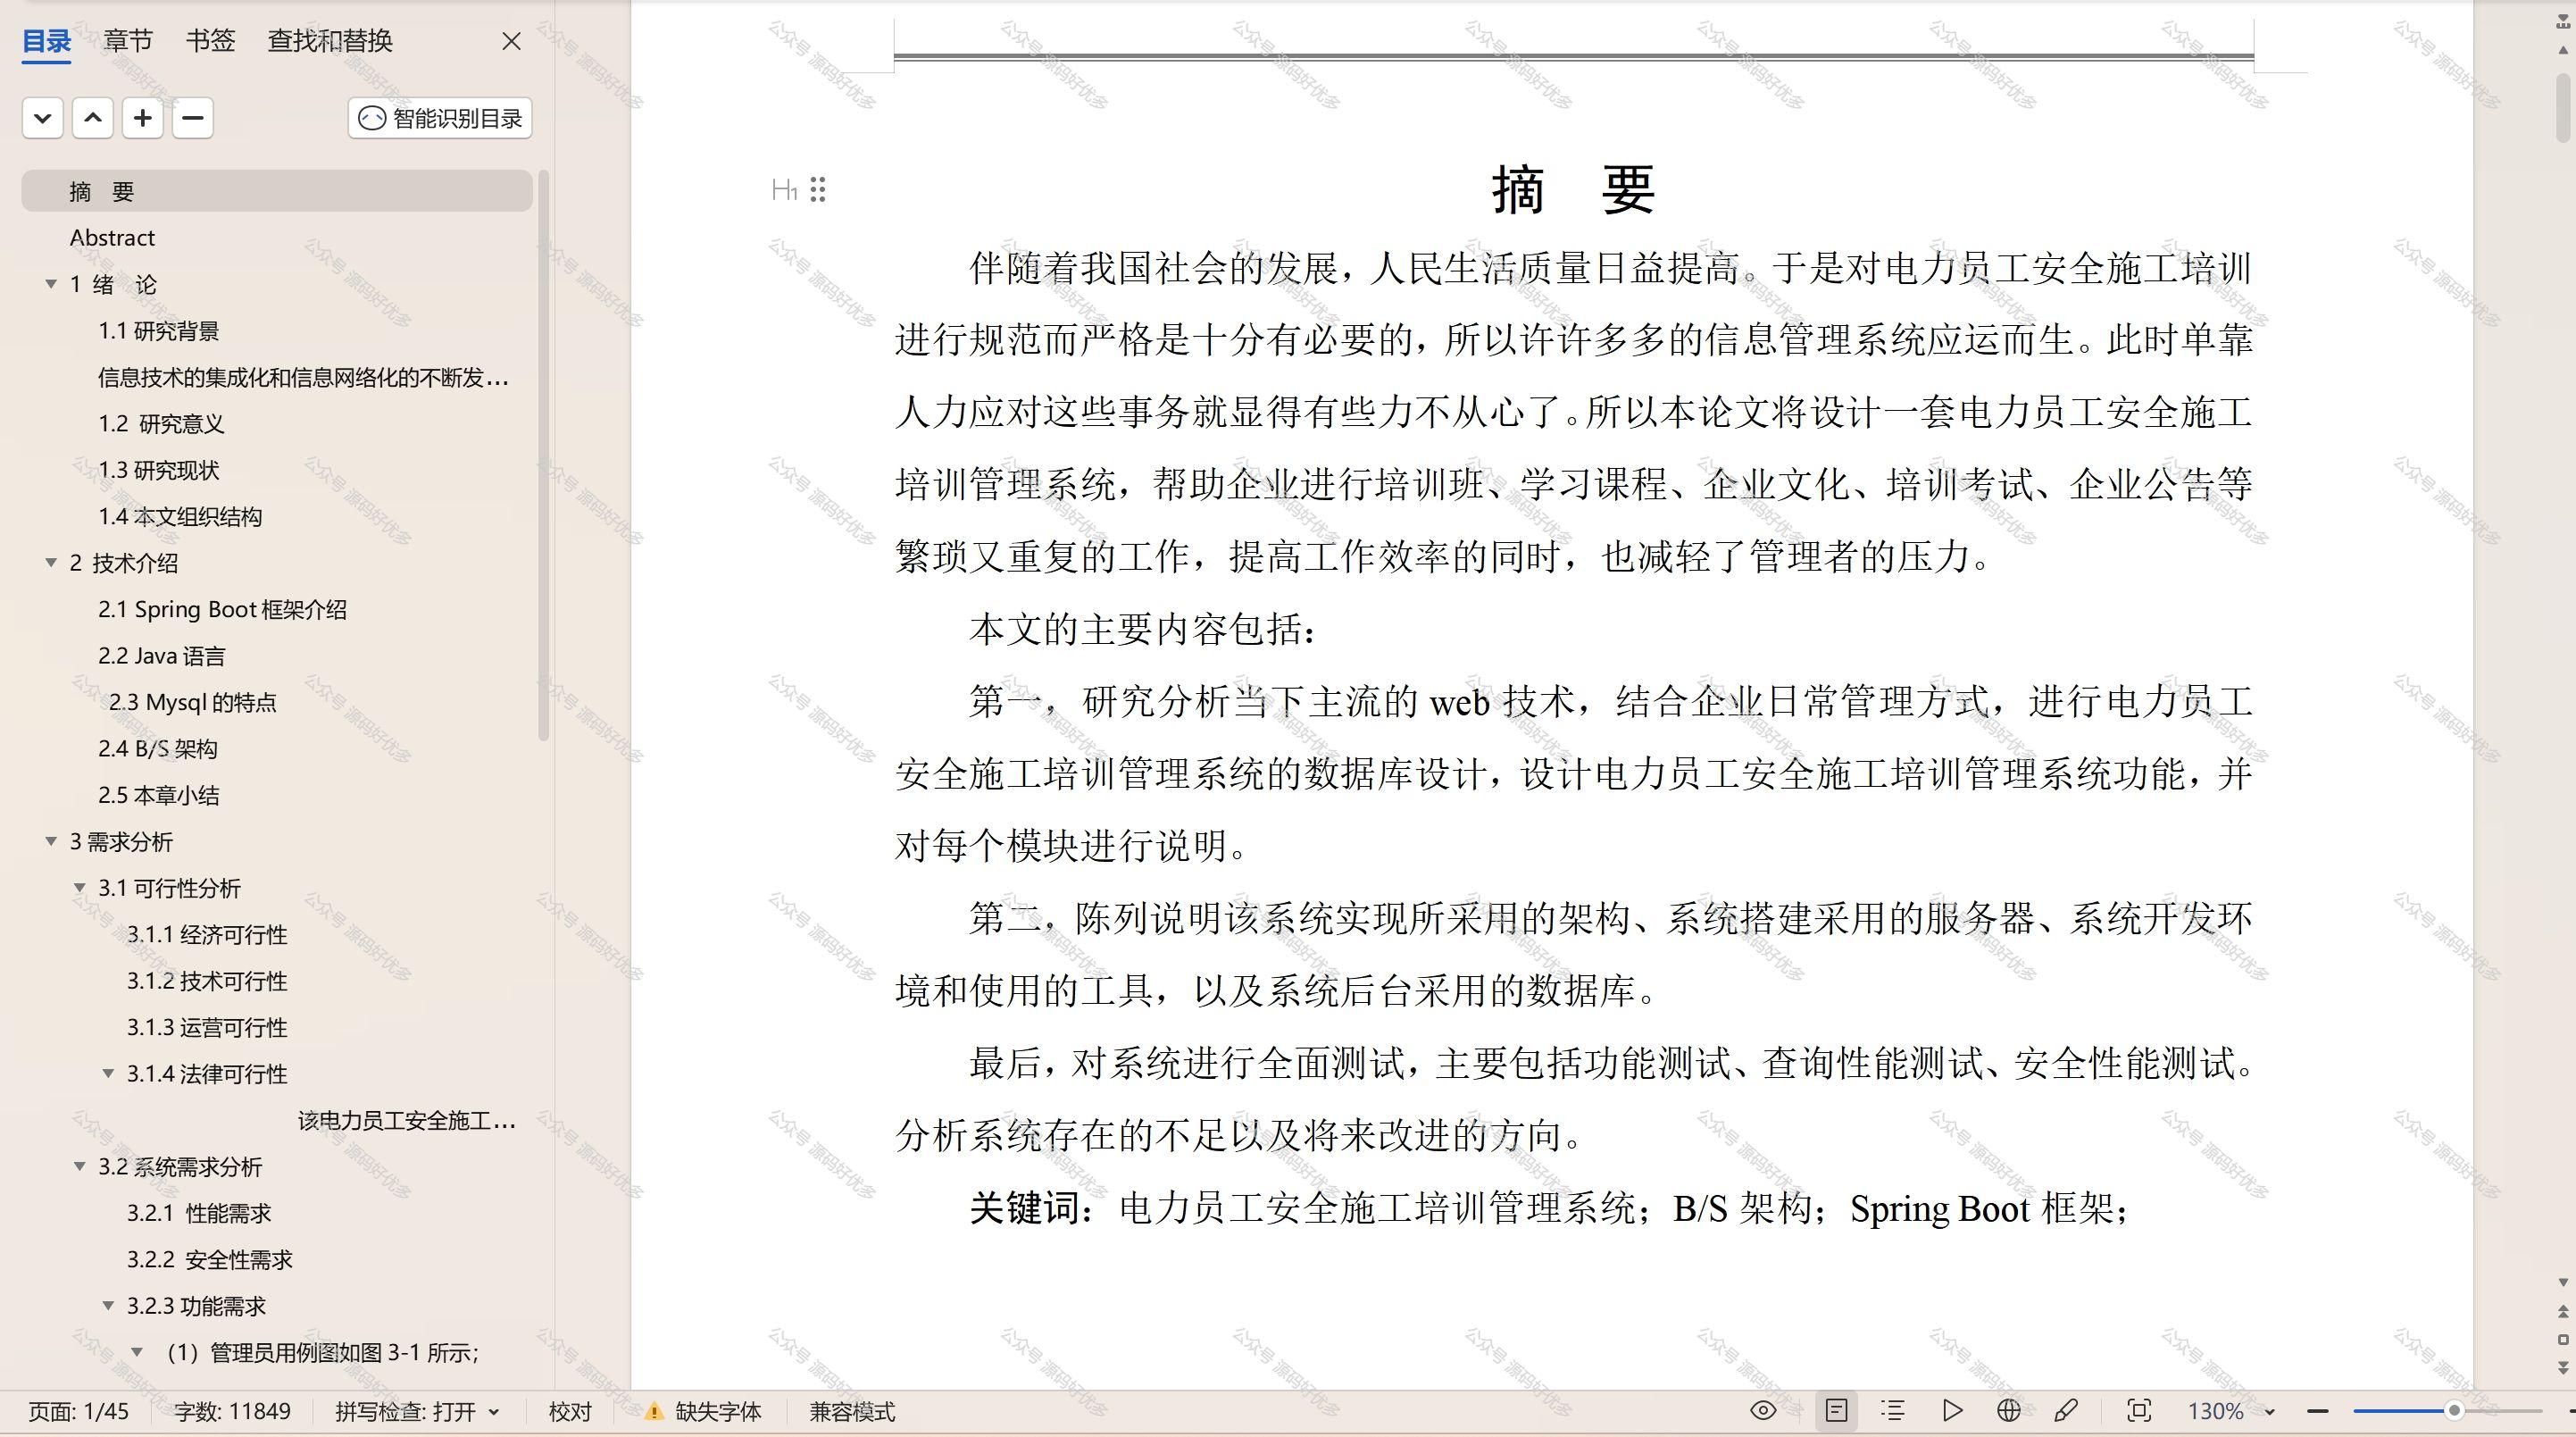 目录 章节 书签 查找和替换
智能识别目录
摘 要
Abstract
1 绪 论
1.1 研究背景
信息技术的集成化和信息网络化的不断发...
1.2 研究意义
1.3 研究现状
1.4 本文组织结构
2 技术介绍
2.1 Spring Boot 框架介绍
2.2 Java 语言
2.3 Mysql 的特点
2.4 B/S 架构
2.5 本章小结
3 需求分析
3.1 可行性分析
3.1.1 经济可行性
3.1.2 技术可行性
3.1.3 运营可行性
3.1.4 法律可行性
该电力员工安全施工...
3.2 系统需求分析
3.2.1 性能需求
3.2.2 安全性需求
3.2.3 功能需求
（1）管理员用例图如图 3-1 所示；
H1
摘 要
伴随着我国社会的发展，人民生活质量日益提高。于是对电力员工安全施工培训
进行规范而严格是十分有必要的，所以许许多多的信息管理系统应运而生。此时单靠
人力应对这些事务就显得有些力不从心了。所以本论文将设计一套电力员工安全施工
培训管理系统，帮助企业进行培训班、学习课程、企业文化、培训考试、企业公告等
繁琐又重复的工作，提高工作效率的同时，也减轻了管理者的压力。
本文的主要内容包括：
第一，研究分析当下主流的 web 技术，结合企业日常管理方式，进行电力员工
安全施工培训管理系统的数据库设计，设计电力员工安全施工培训管理系统功能，并
对每个模块进行说明。
第二，陈列说明该系统实现所采用的架构、系统搭建采用的服务器、系统开发环
境和使用的工具，以及系统后台采用的数据库。
最后，对系统进行全面测试，主要包括功能测试、查询性能测试、安全性能测试。
分析系统存在的不足以及将来改进的方向。
关键词：电力员工安全施工培训管理系统；B/S 架构；Spring Boot 框架；
页面: 1/45 字数: 11849 拼写检查: 打开 校对 缺失字体 兼容模式 130%
公众号 源码好优多